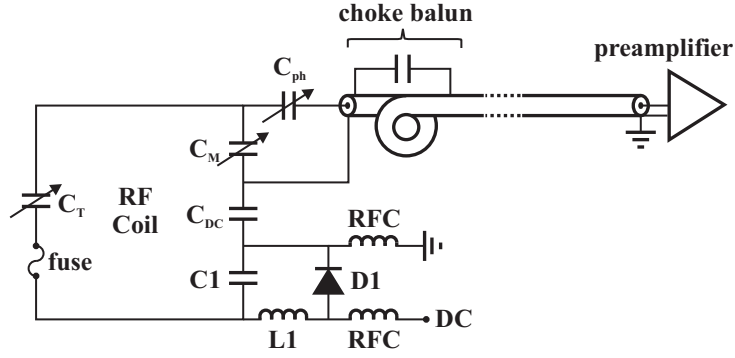 choke balun
preamplifier
C_ph
C_M
C_T
RF
Coil
C_DC
RFC
fuse
C1
D1
L1
RFC
DC